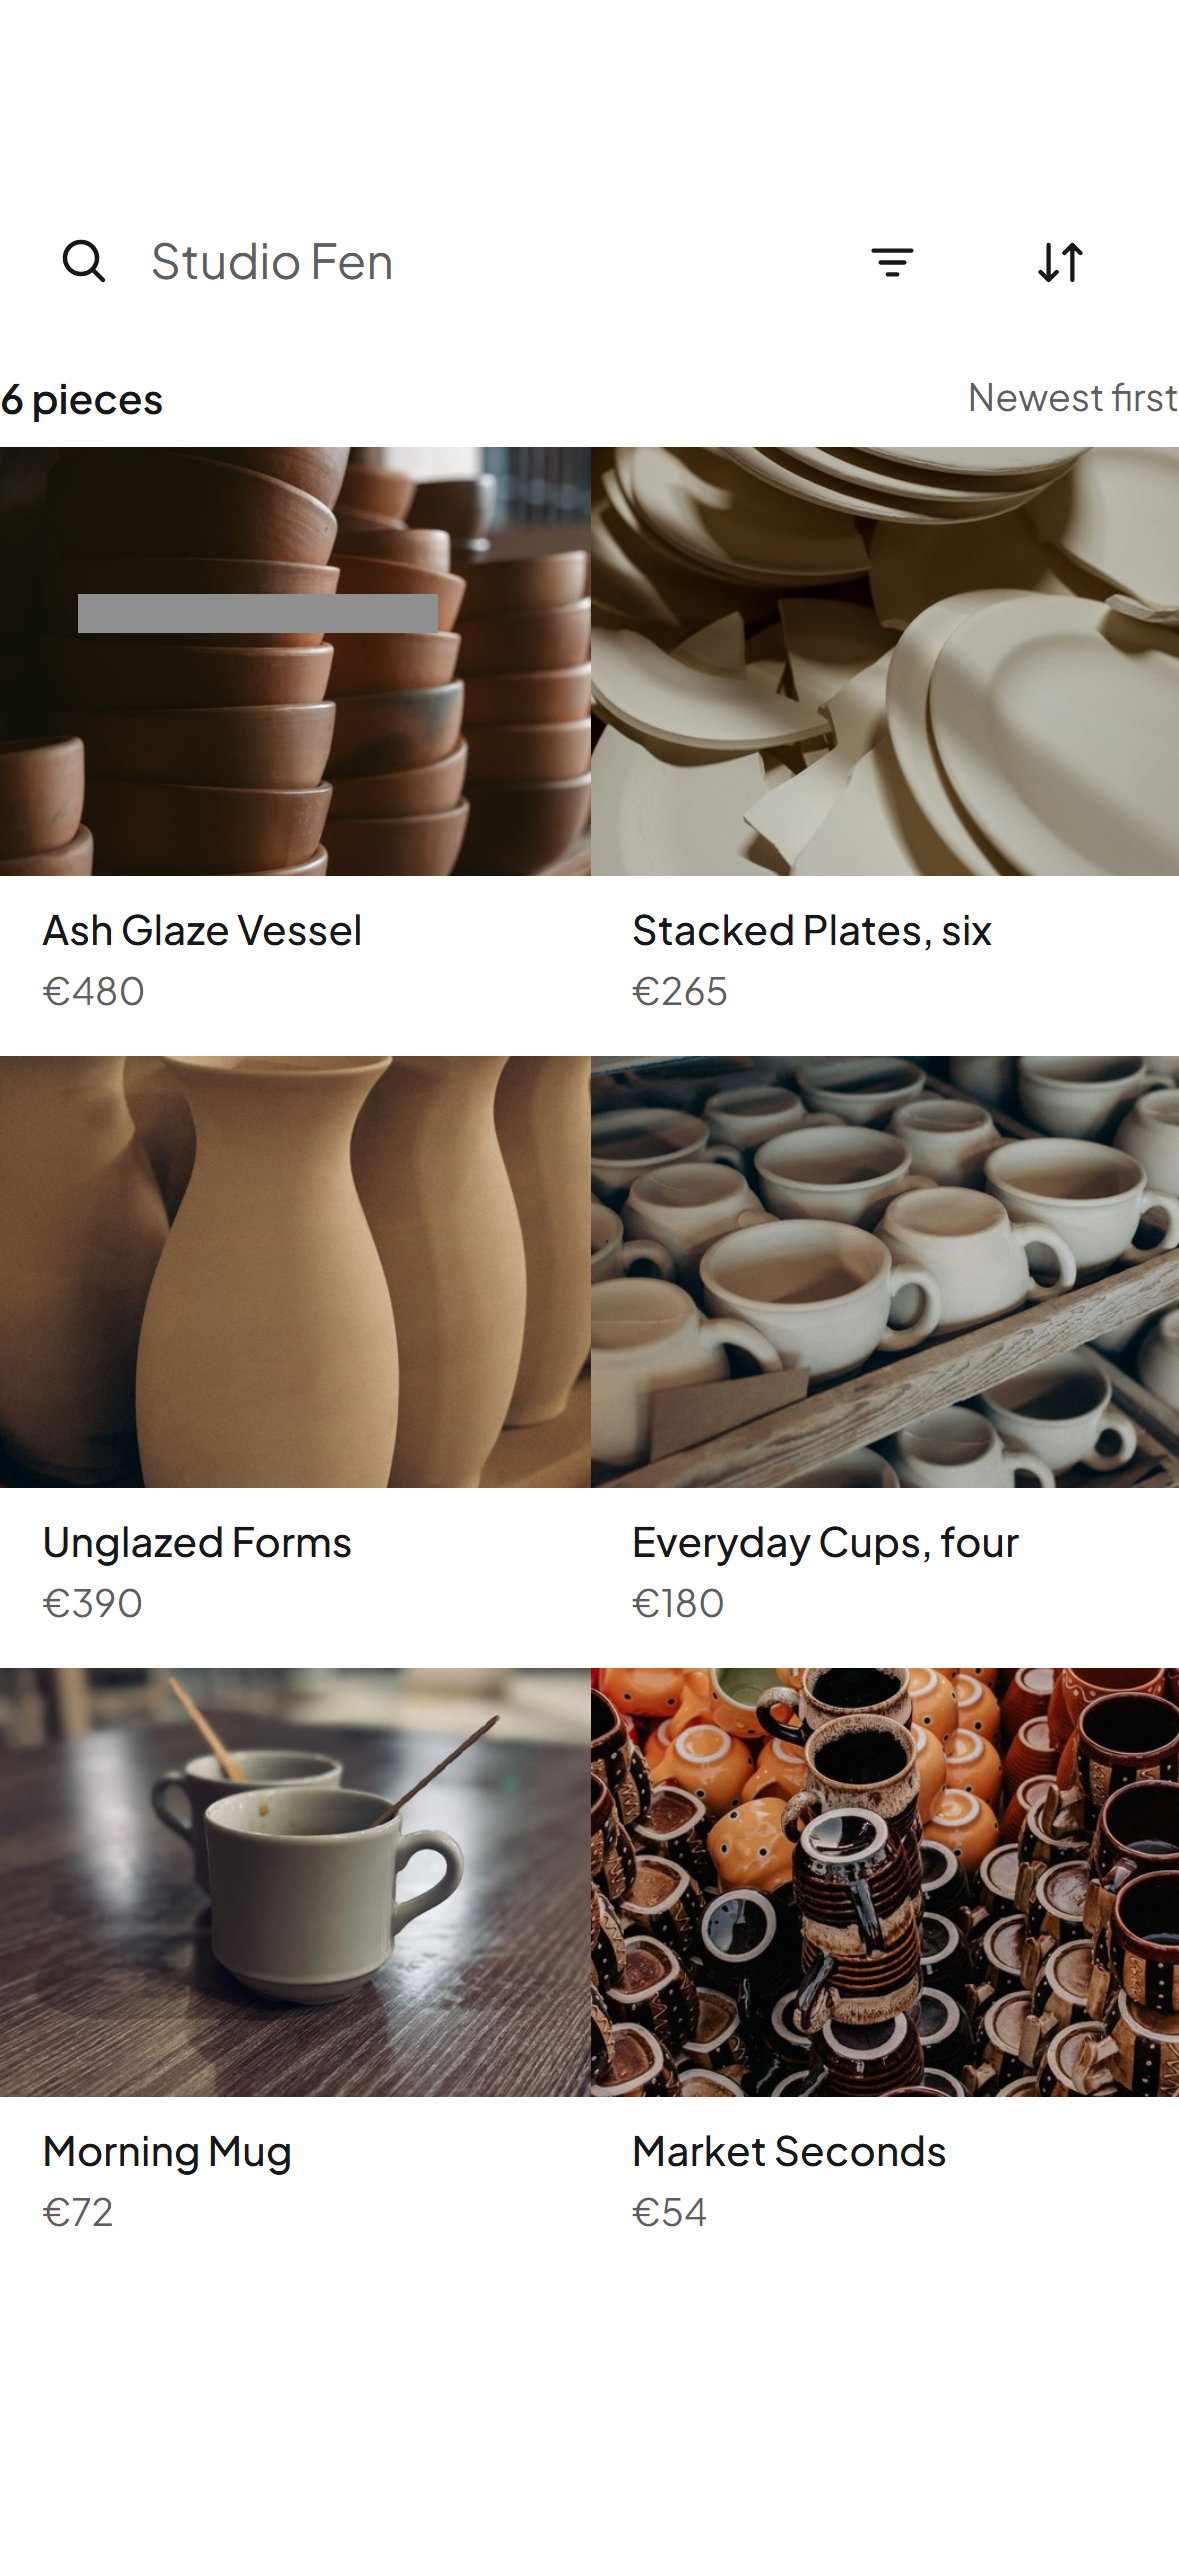 Studio Fen
6 pieces
Newest first
Ash Glaze Vessel
€480
Stacked Plates, six
€265
Unglazed Forms
€390
Everyday Cups, four
€180
Morning Mug
€72
Market Seconds
€54